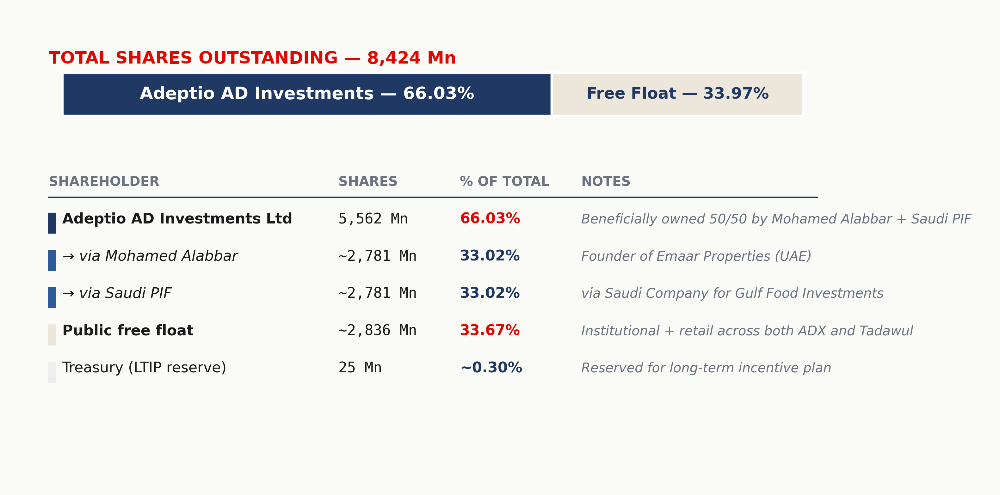 TOTAL SHARES OUTSTANDING — 8,424 Mn
Adeptio AD Investments — 66.03% Free Float — 33.97%
SHAREHOLDER SHARES % OF TOTAL NOTES
Adeptio AD Investments Ltd 5,562 Mn 66.03% Beneficially owned 50/50 by Mohamed Alabbar + Saudi PIF
→ via Mohamed Alabbar ~2,781 Mn 33.02% Founder of Emaar Properties (UAE)
→ via Saudi PIF ~2,781 Mn 33.02% via Saudi Company for Gulf Food Investments
Public free float ~2,836 Mn 33.67% Institutional + retail across both ADX and Tadawul
Treasury (LTIP reserve) 25 Mn ~0.30% Reserved for long-term incentive plan